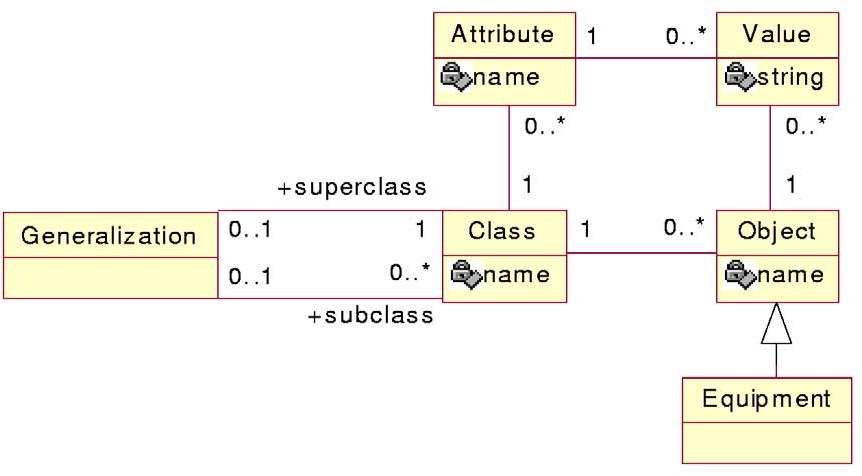 Attribute
1
0..*
Value
name
string
0..*
0..*
+superclass
1
1
Generalization
0..1
1
Class
1
0..*
Object
0..1
0..*
name
name
+subclass
Equipment